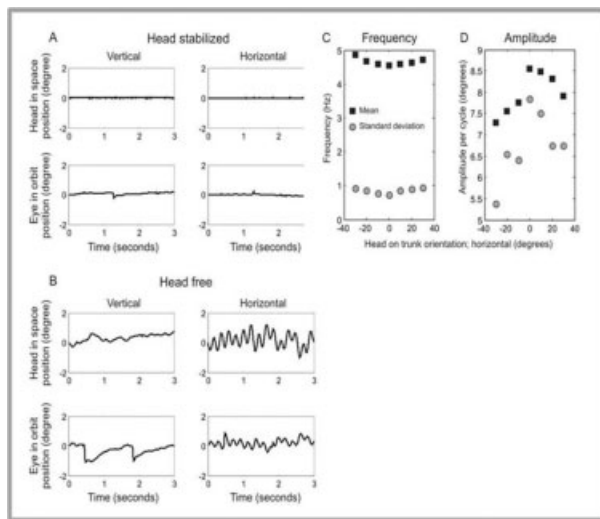 A
Head stabilized
Vertical
Horizontal
Head in space
position (degree)
2
0
-2
0 1 2 3
0 1 2
Eye in orbit
position (degree)
2
0
-2
0 1 2 3
0 1 2
Time (seconds)
Time (seconds)
B
Head free
Vertical
Horizontal
Head in space
position (degree)
2
0
-2
0 1 2 3
0 1 2 3
Eye in orbit
position (degree)
2
0
-2
0 1 2 3
0 1 2 3
Time (seconds)
Time (seconds)
C
Frequency
Frequency (Hz)
5
4
3
2
1
0
Mean
Standard deviation
-40 -20 0 20 40
D
Amplitude
Amplitude per cycle (degrees)
9
8.5
8
7.5
7
6.5
6
5.5
5
-40 -20 0 20 40
Head on trunk orientation; horizontal (degrees)